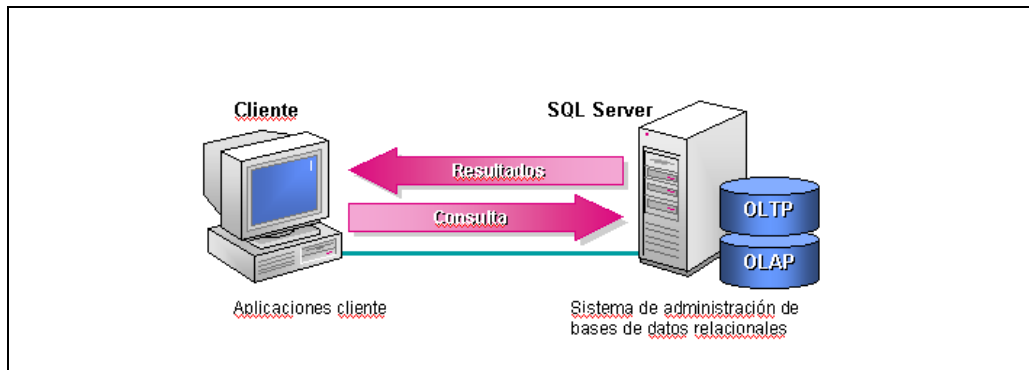 Cliente
SQL Server
Resultados
Consulta
OLTP
OLAP
Aplicaciones cliente
Sistema de administración de
bases de datos relacionales